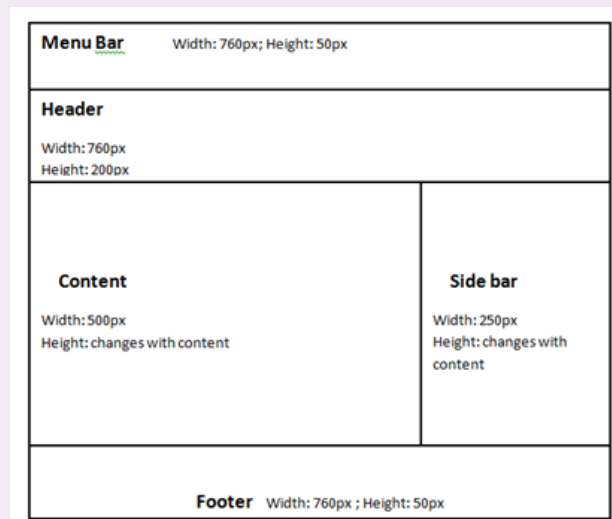 Menu Bar Width: 760px; Height: 50px
Header
Width: 760px
Height: 200px
Content
Width: 500px
Height: changes with content
Side bar
Width: 250px
Height: changes with
content
Footer Width: 760px ; Height: 50px